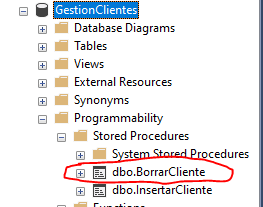 GestionClientes
Database Diagrams
Tables
Views
External Resources
Synonyms
Programmability
Stored Procedures
System Stored Procedures
dbo.BorrarCliente
dbo.InsertarCliente
Functions